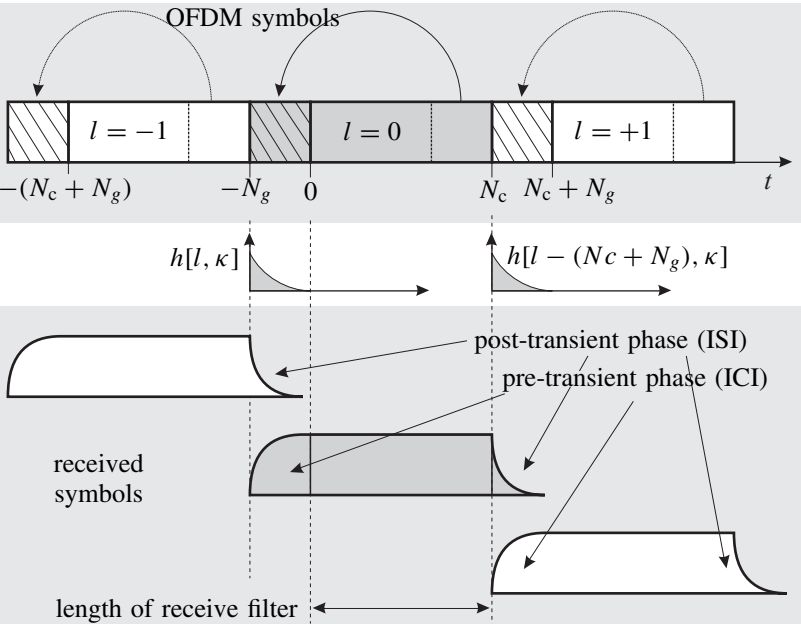 OFDM symbols
l = −1
l = 0
l = +1
−(N_c + N_g)
−N_g
0
N_c
N_c + N_g
t
h[l, κ]
h[l − (Nc + N_g), κ]
post-transient phase (ISI)
pre-transient phase (ICI)
received
symbols
length of receive filter